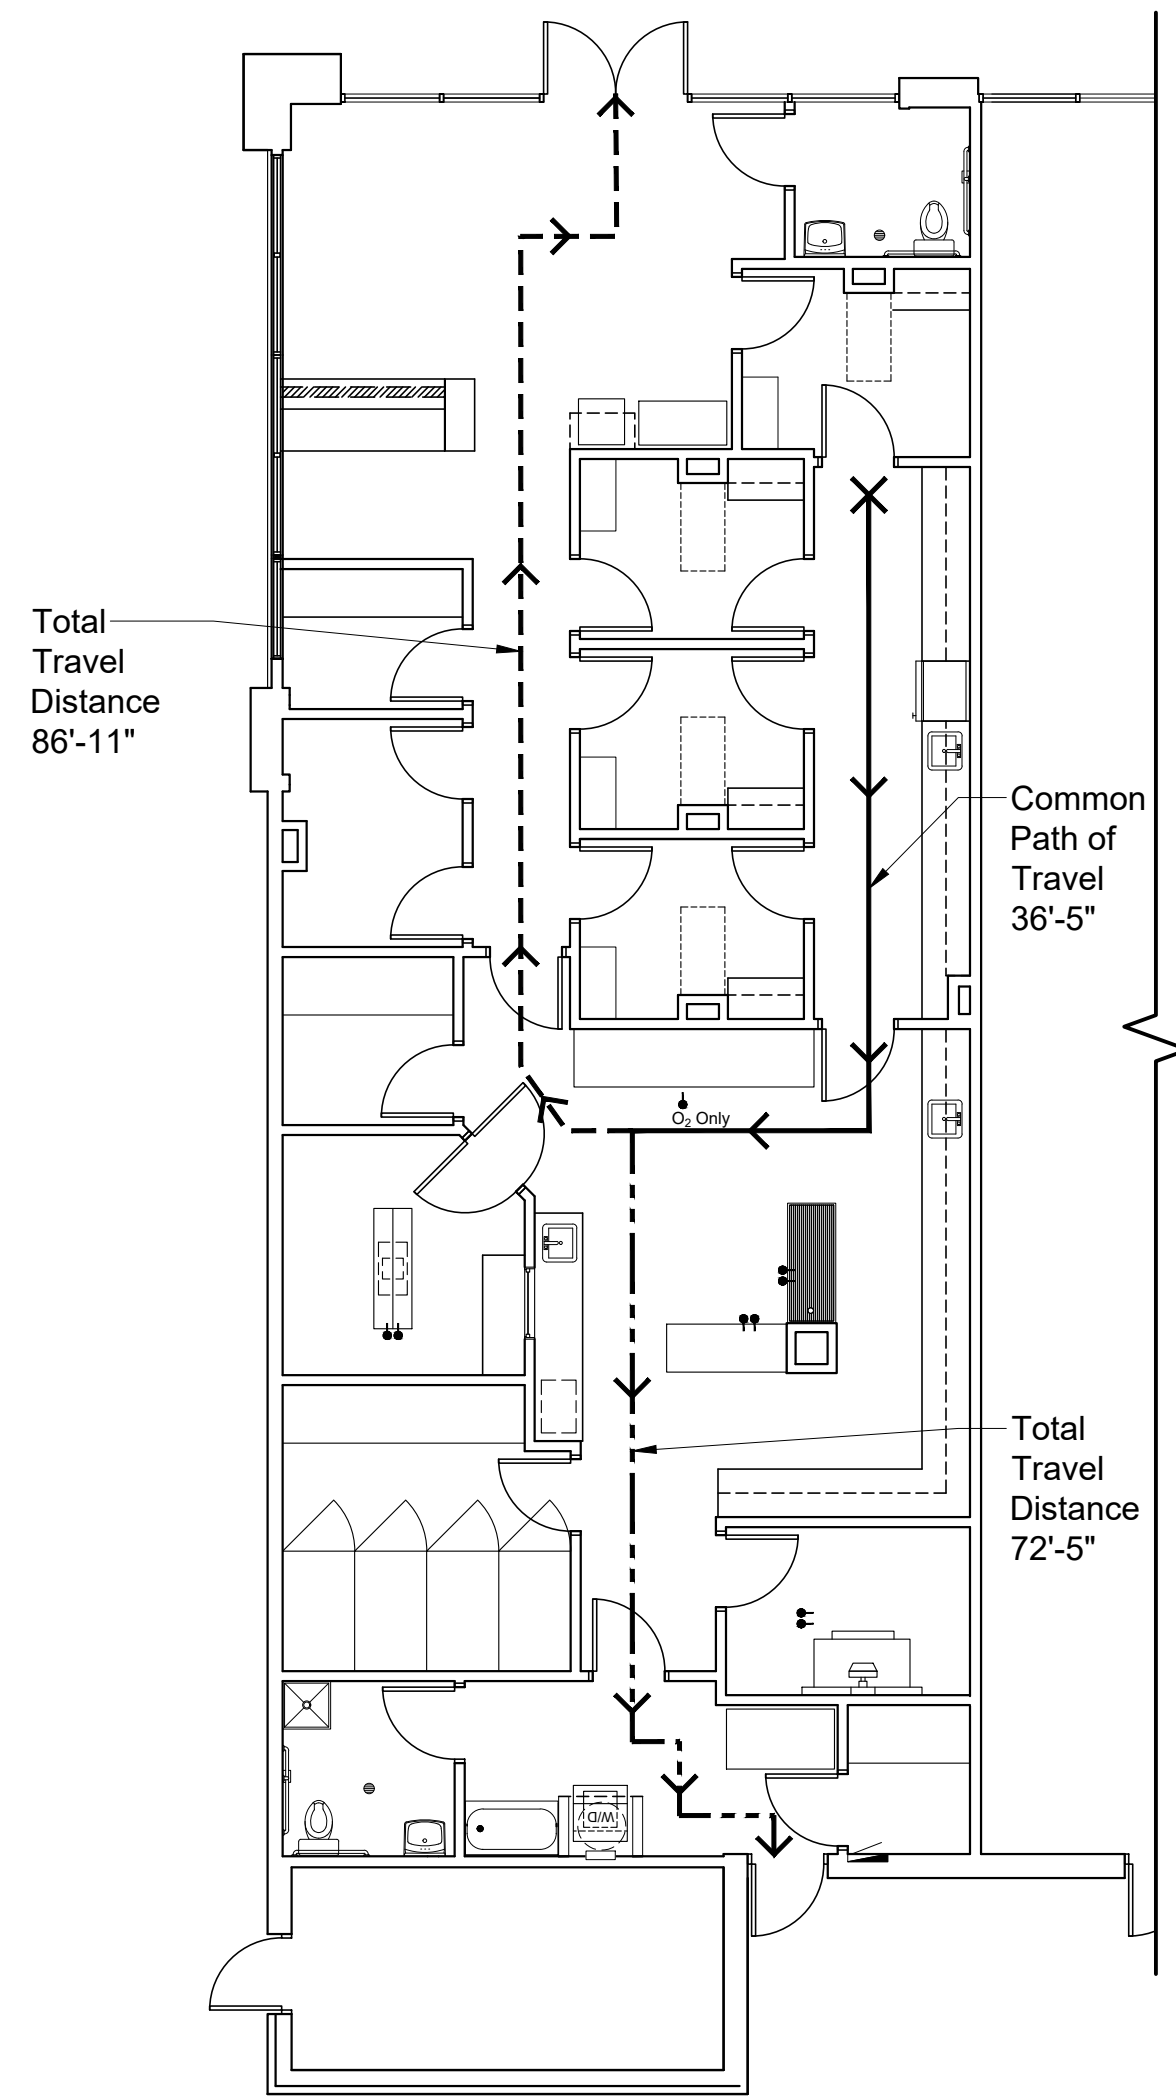 Total
Travel
Distance
86'-11"
Common
Path of
Travel
36'-5"
O₂ Only
Total
Travel
Distance
72'-5"
W/D